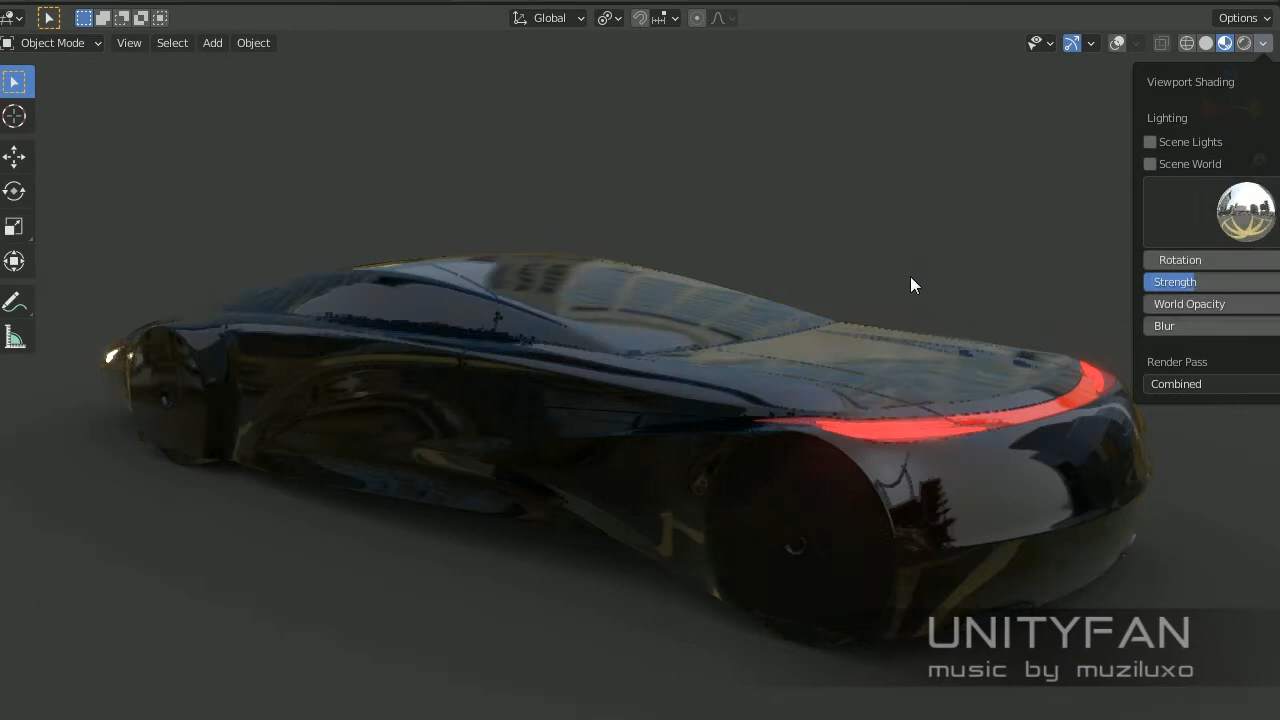 Global
Options
Object Mode
View
Select
Add
Object
Viewport Shading
Lighting
Scene Lights
Scene World
Rotation
Strength
World Opacity
Blur
Render Pass
Combined
UNITYFAN
music by muziluxo